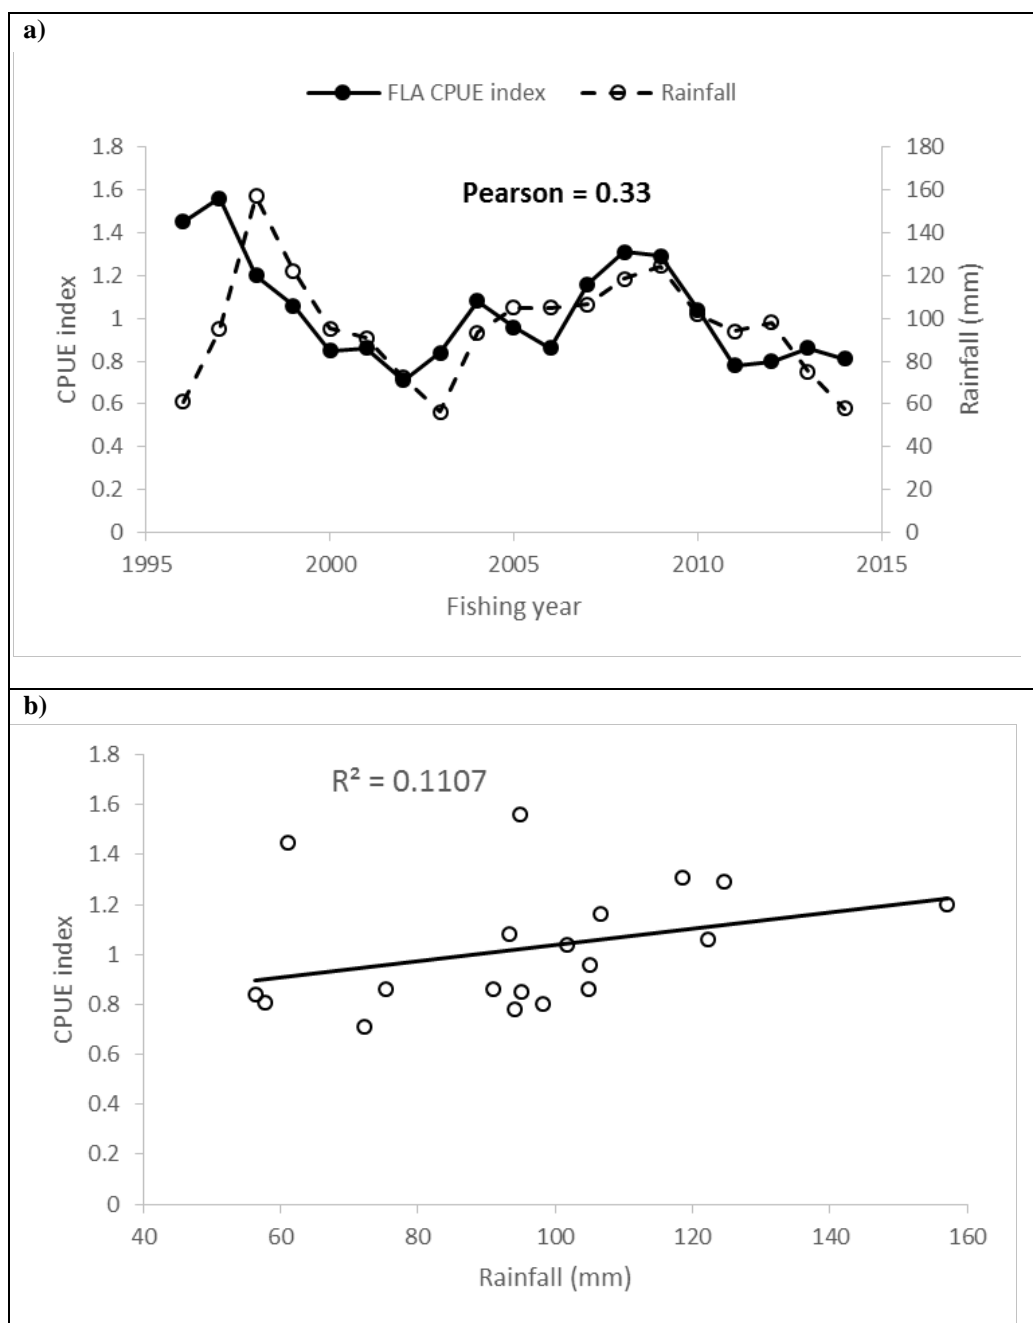 a)
FLA CPUE index Rainfall
Pearson = 0.33
CPUE index
1.8
1.6
1.4
1.2
1
0.8
0.6
0.4
0.2
0
180
160
140
120
100
80
60
40
20
0
Rainfall (mm)
1995 2000 2005 2010 2015
Fishing year
b)
R² = 0.1107
CPUE index
1.8
1.6
1.4
1.2
1
0.8
0.6
0.4
0.2
0
40 60 80 100 120 140 160
Rainfall (mm)